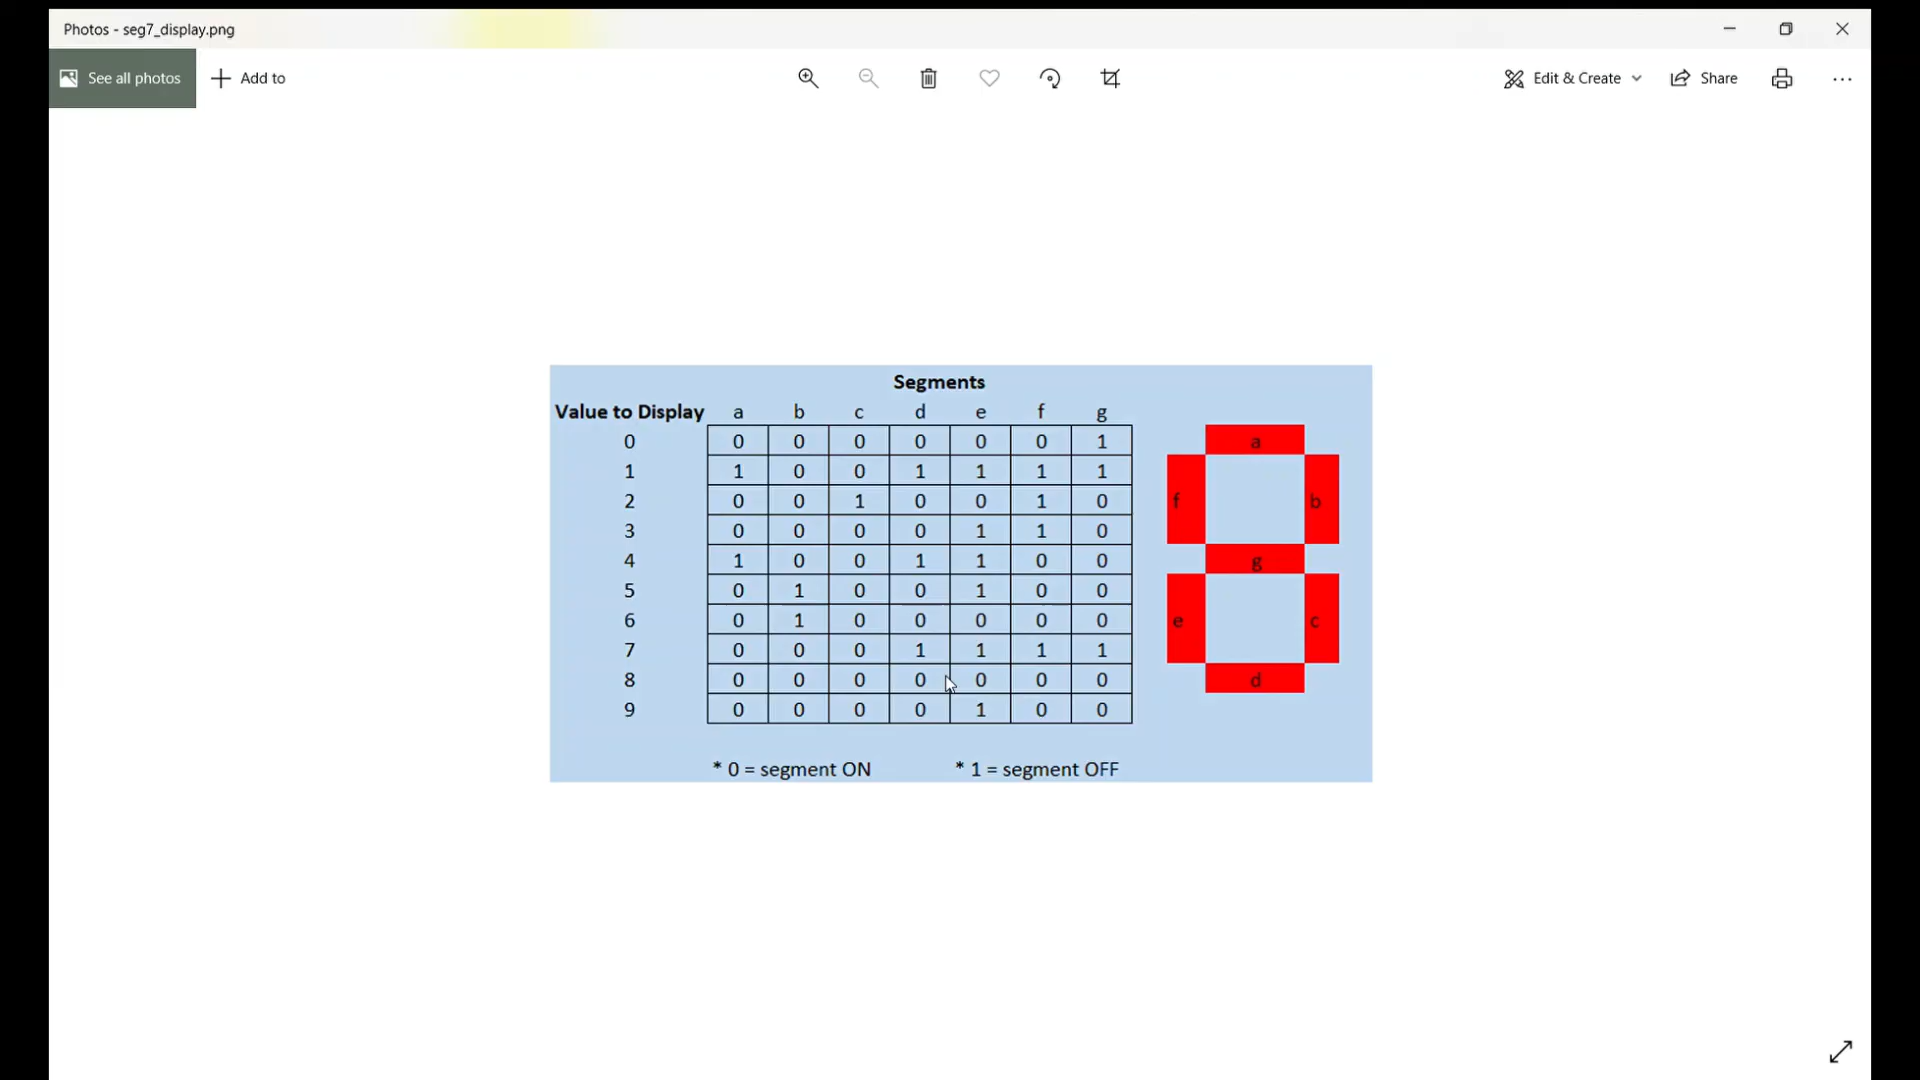 Photos - seg7_display.png
See all photos Add to Edit & Create Share
Segments
Value to Display a b c d e f g
0 0 0 0 0 0 0 1
1 1 0 0 1 1 1 1
2 0 0 1 0 0 1 0
3 0 0 0 0 1 1 0
4 1 0 0 1 1 0 0
5 0 1 0 0 1 0 0
6 0 1 0 0 0 0 0
7 0 0 0 1 1 1 1
8 0 0 0 0 0 0 0
9 0 0 0 0 1 0 0
* 0 = segment ON * 1 = segment OFF
a
f b
g
e c
d